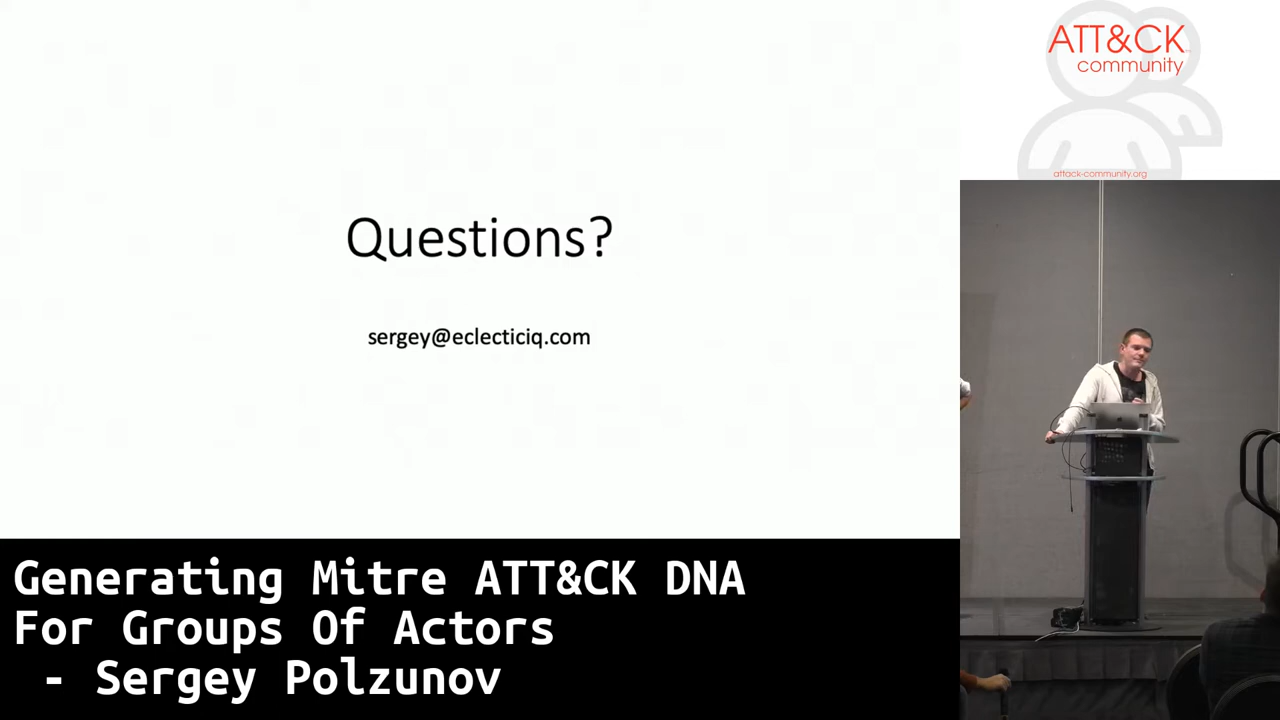 Questions?
sergey@eclecticiq.com
ATT&CK
community
attack-community.org
Generating Mitre ATT&CK DNA
For Groups Of Actors
- Sergey Polzunov